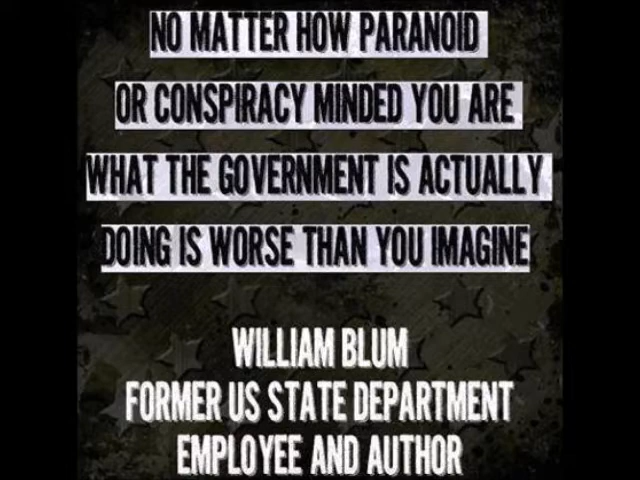 NO MATTER HOW PARANOID
OR CONSPIRACY MINDED YOU ARE
WHAT THE GOVERNMENT IS ACTUALLY
DOING IS WORSE THAN YOU IMAGINE
WILLIAM BLUM
FORMER US STATE DEPARTMENT
EMPLOYEE AND AUTHOR